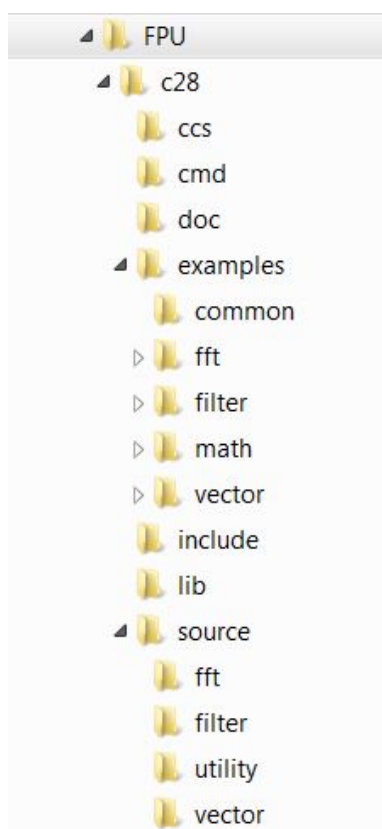 FPU
c28
ccs
cmd
doc
examples
common
fft
filter
math
vector
include
lib
source
fft
filter
utility
vector